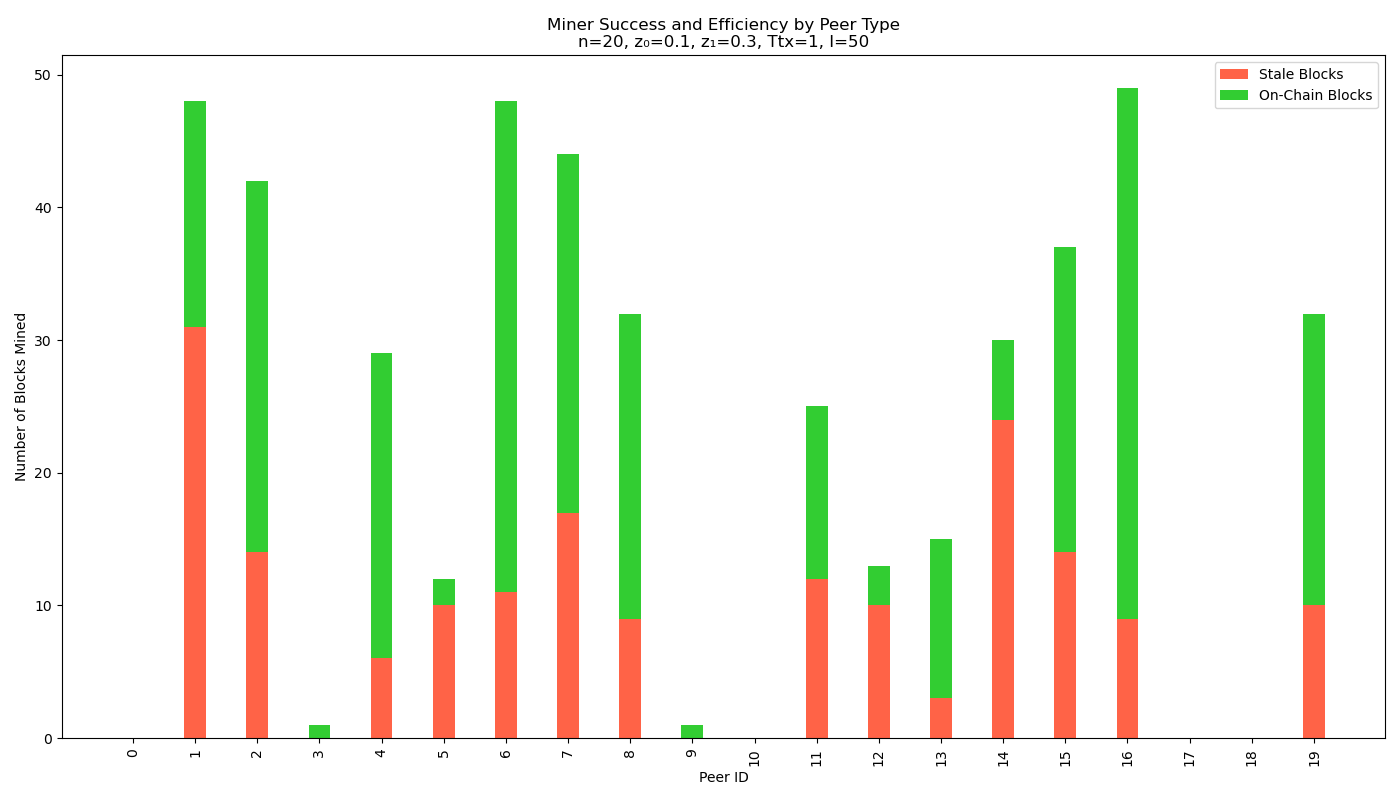 Miner Success and Efficiency by Peer Type
n=20, z₀=0.1, z₁=0.3, Ttx=1, I=50
Stale Blocks
On-Chain Blocks
Number of Blocks Mined
50
40
30
20
10
0
0 1 2 3 4 5 6 7 8 9 10 11 12 13 14 15 16 17 18 19
Peer ID